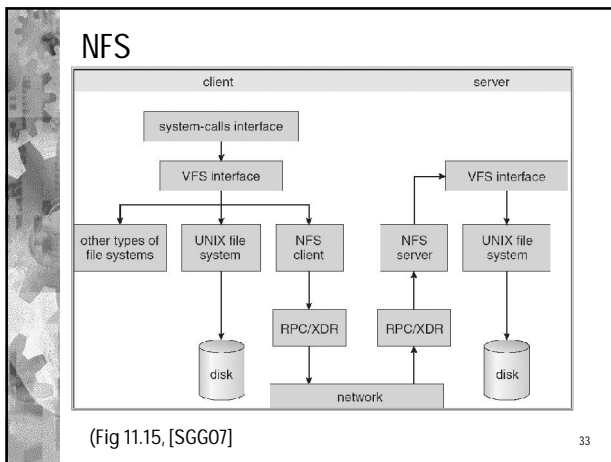 NFS
client
server
system-calls interface
VFS interface
VFS interface
other types of
file systems
UNIX file
system
NFS
client
NFS
server
UNIX file
system
RPC/XDR
RPC/XDR
disk
disk
network
(Fig 11.15, [SGG07]
33